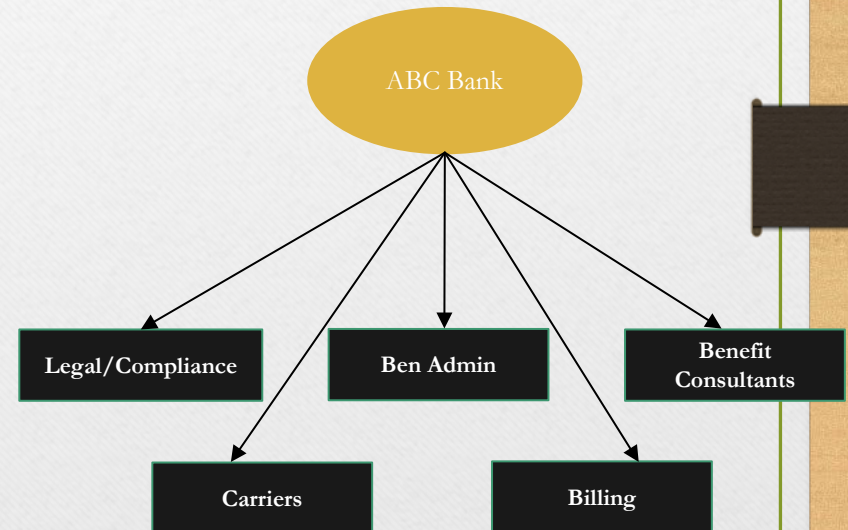 ABC Bank
Legal/Compliance
Ben Admin
Benefit
Consultants
Carriers
Billing